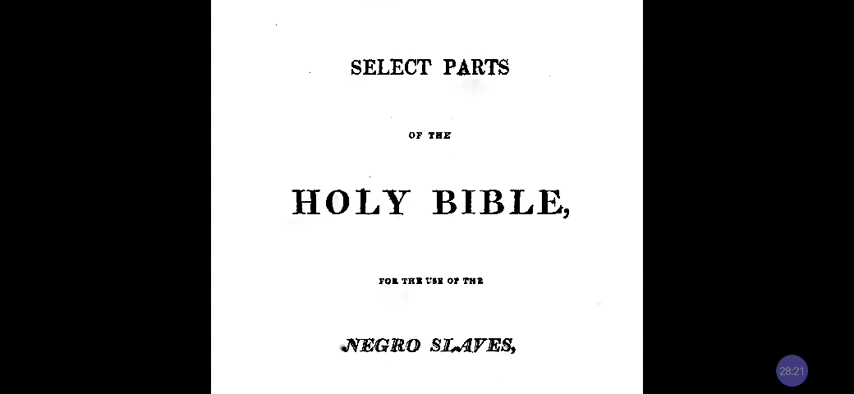 SELECT PARTS
OF THE
HOLY BIBLE,
FOR THE USE OF THE
NEGRO SLAVES,
28:21